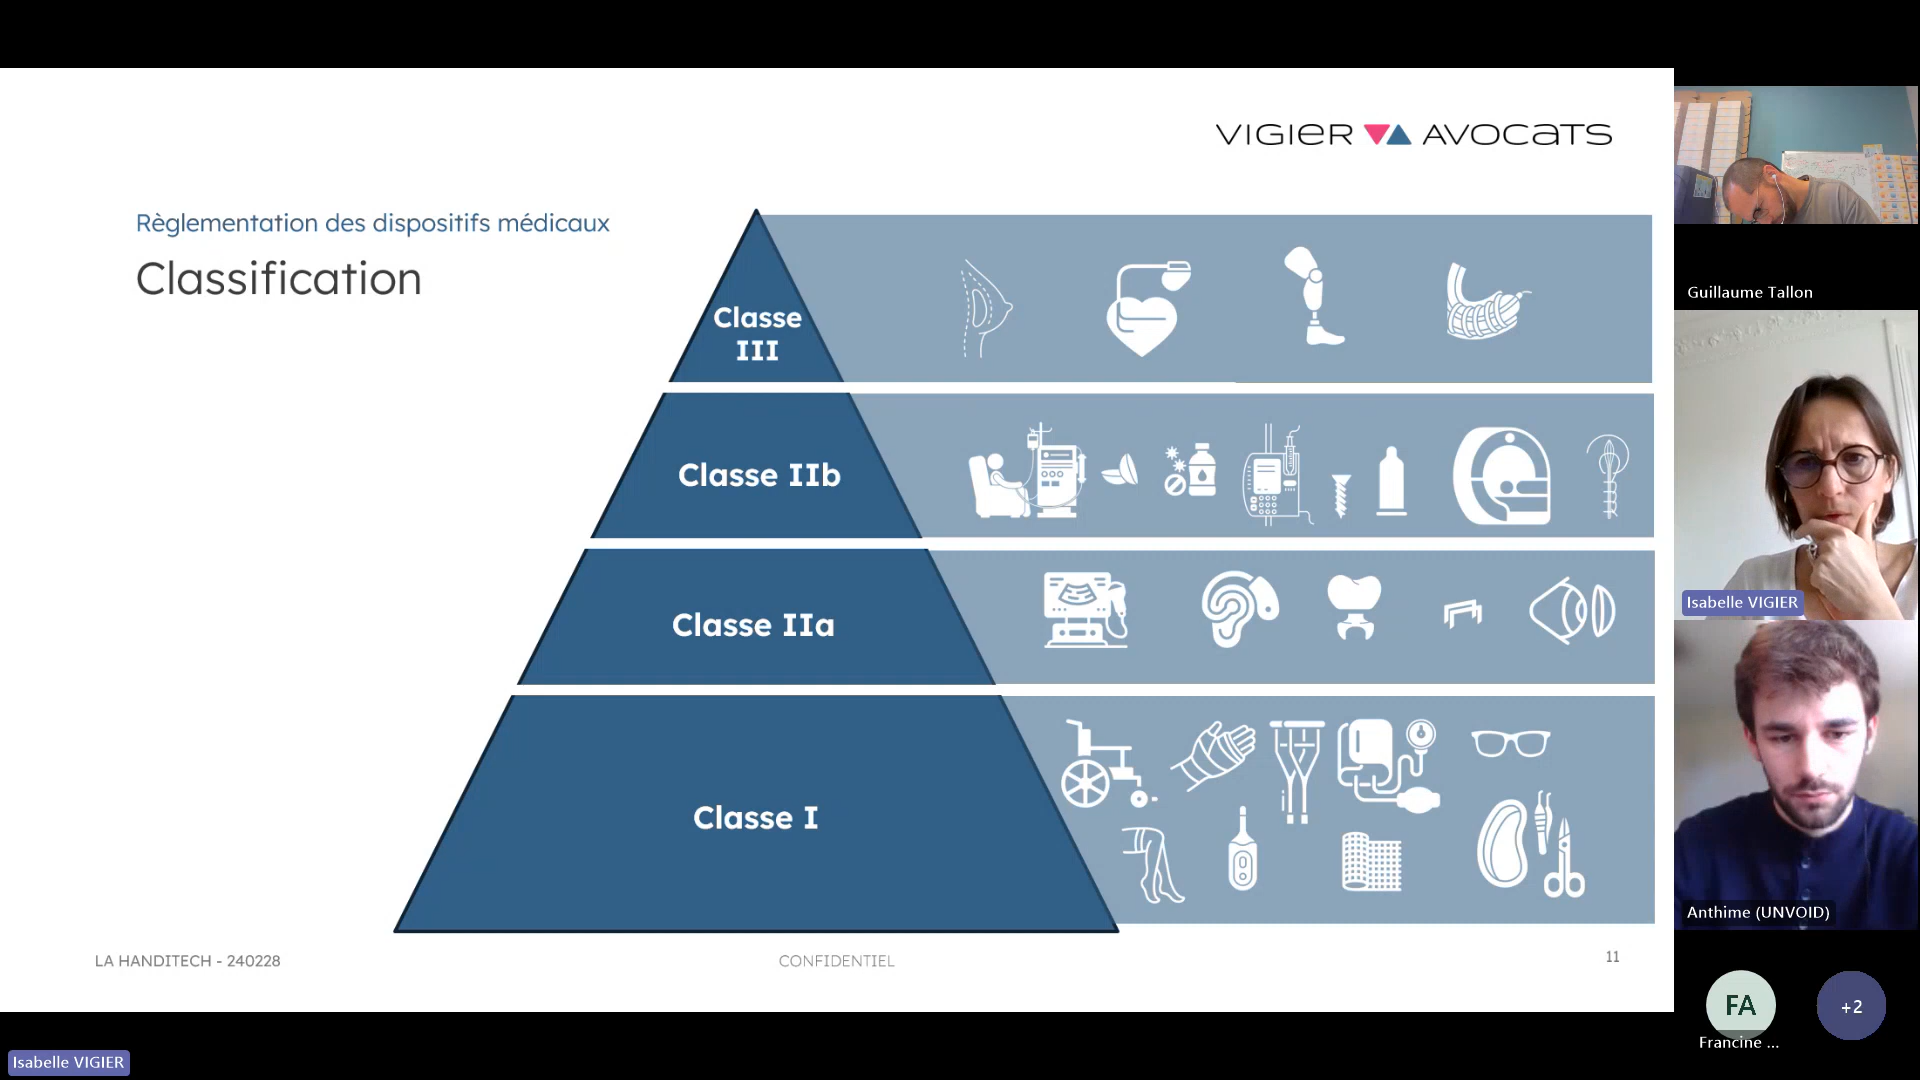 VIGIER AVOCATS
Règlementation des dispositifs médicaux
Classification
Classe
III
Classe IIb
Classe IIa
Classe I
LA HANDITECH - 240228
CONFIDENTIEL
11
Guillaume Tallon
Isabelle VIGIER
Anthime (UNVOID)
FA
Francine ...
+2
Isabelle VIGIER